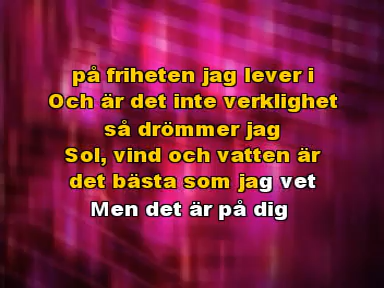 på friheten jag lever i
Och är det inte verklighet
så drömmer jag
Sol, vind och vatten är
det bästa som jag vet
Men det är på dig